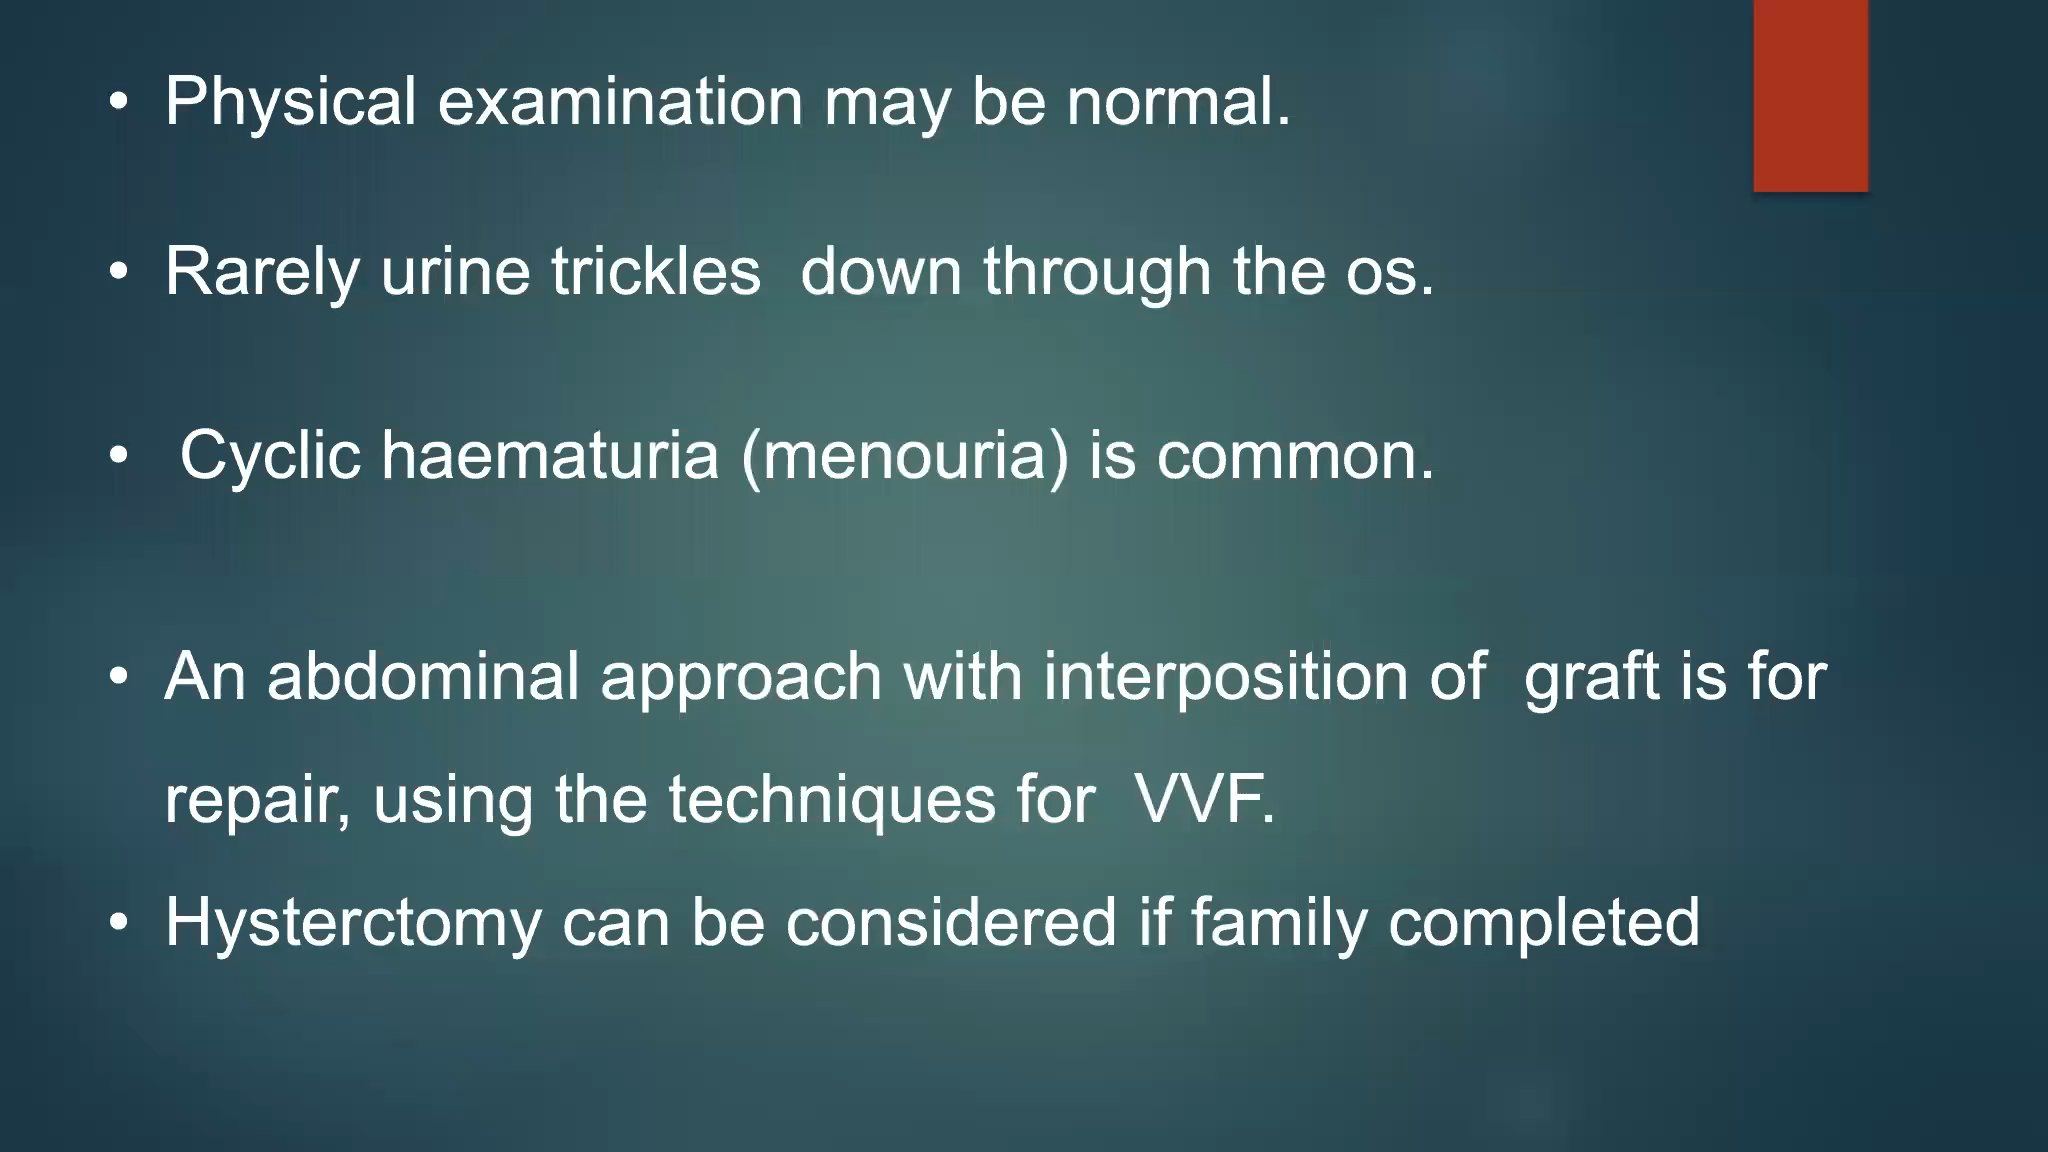 • Physical examination may be normal.
• Rarely urine trickles  down through the os.
•  Cyclic haematuria (menouria) is common.
• An abdominal approach with interposition of  graft is for
repair, using the techniques for  VVF.
• Hysterctomy can be considered if family completed